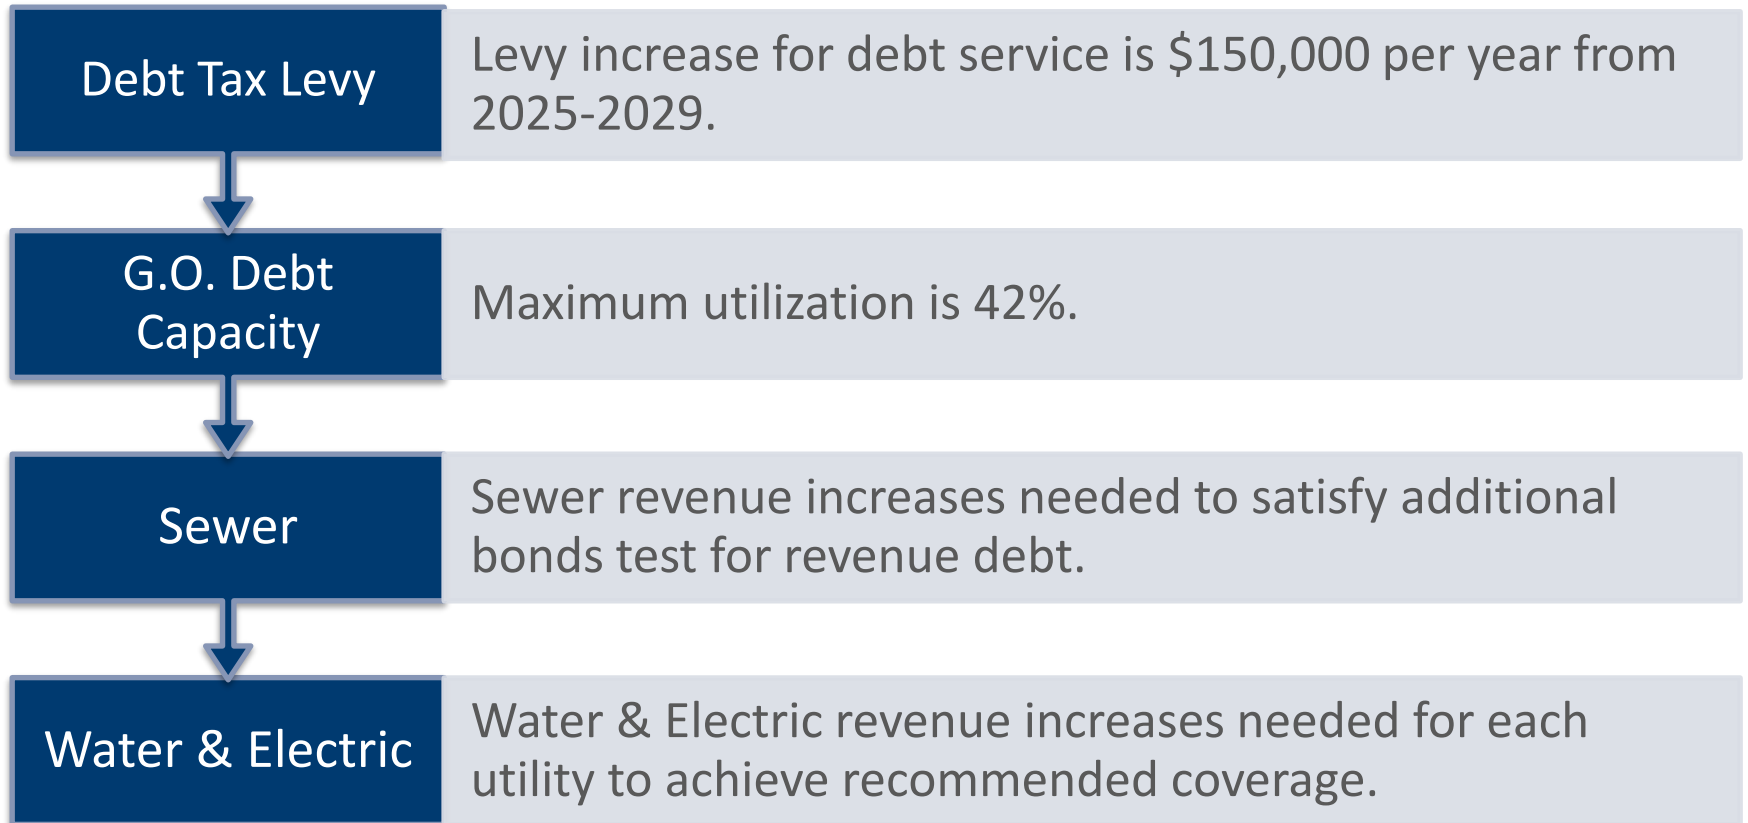 Debt Tax Levy
Levy increase for debt service is $150,000 per year from
2025-2029.
G.O. Debt
Capacity
Maximum utilization is 42%.
Sewer
Sewer revenue increases needed to satisfy additional
bonds test for revenue debt.
Water & Electric
Water & Electric revenue increases needed for each
utility to achieve recommended coverage.